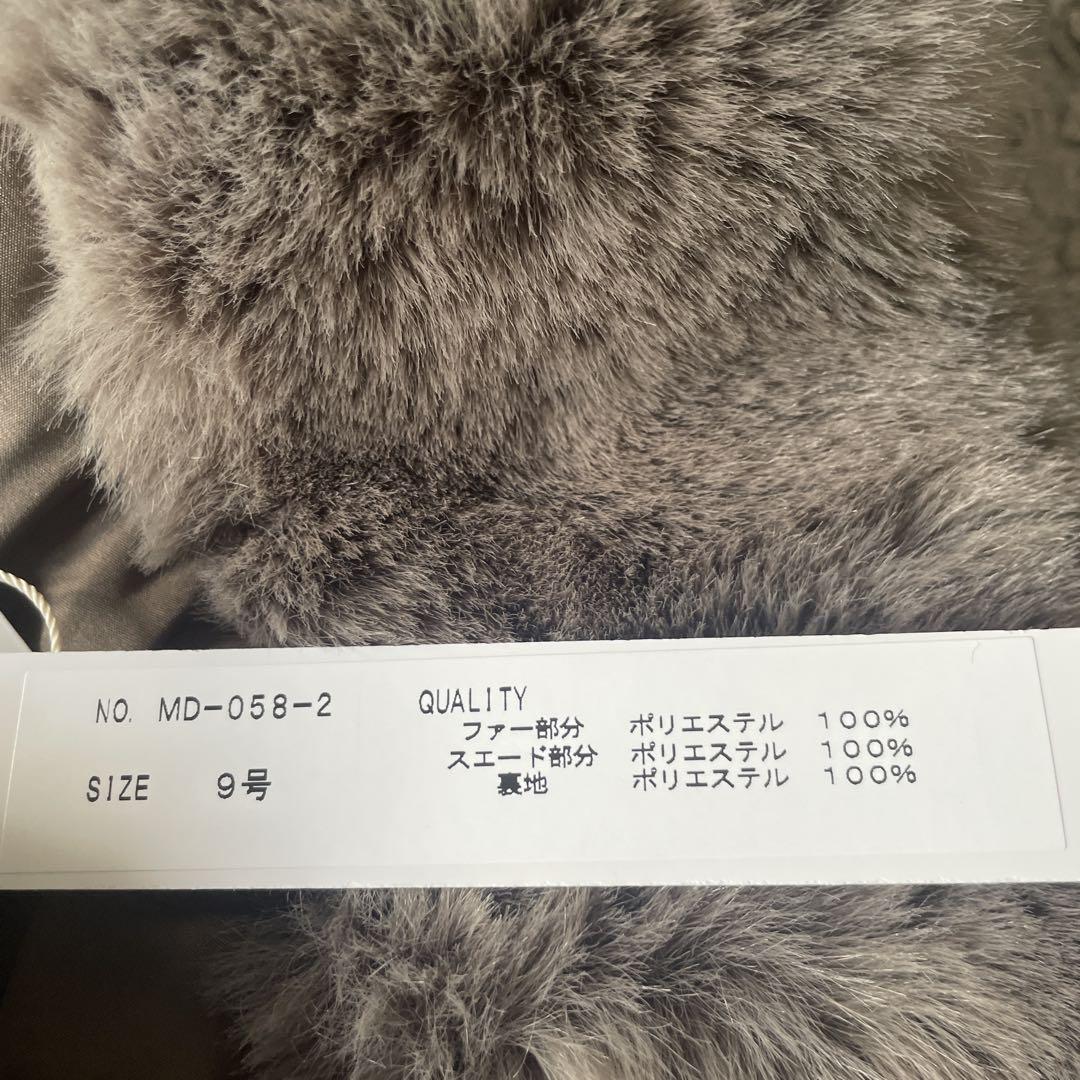 NO. MD-058-2
SIZE 9号
QUALITY
ファー部分 ポリエステル 100%
スエード部分 ポリエステル 100%
裏地 ポリエステル 100%